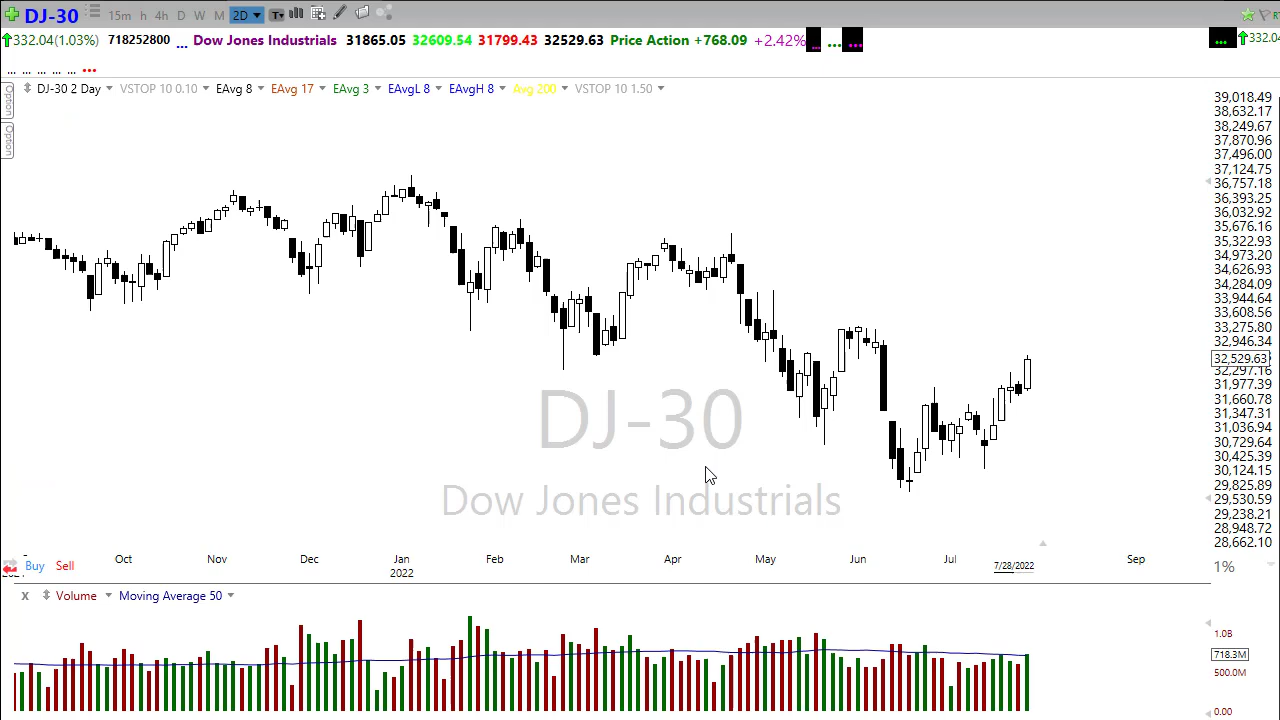 DJ-30 15m h 4h D W M 2D T
332.04(1.03%) 718252800 ... Dow Jones Industrials 31865.05 32609.54 31799.43 32529.63 Price Action +768.09 +2.42% ... ... ... ... 332.04
... ... ... ... ... ...
Option
Option
DJ-30 2 Day VSTOP 10 0.10 EAvg 8 EAvg 17 EAvg 3 EAvgL 8 EAvgH 8 Avg 200 VSTOP 10 1.50
39,018.49
38,632.17
38,249.67
37,870.96
37,496.00
37,124.75
36,757.18
36,393.25
36,032.92
35,676.16
35,322.93
34,973.20
34,626.93
34,284.09
33,944.64
33,608.56
33,275.80
32,946.34
32,529.63
32,297.16
31,977.39
31,660.78
31,347.31
31,036.94
30,729.64
30,425.39
30,124.15
29,825.89
29,530.59
29,238.21
28,948.72
28,662.10
DJ-30
Dow Jones Industrials
Oct Nov Dec Jan Feb Mar Apr May Jun Jul Sep
2022
7/28/2022
Buy Sell
1%
X Volume Moving Average 50
1.0B
718.3M
500.0M
0.00